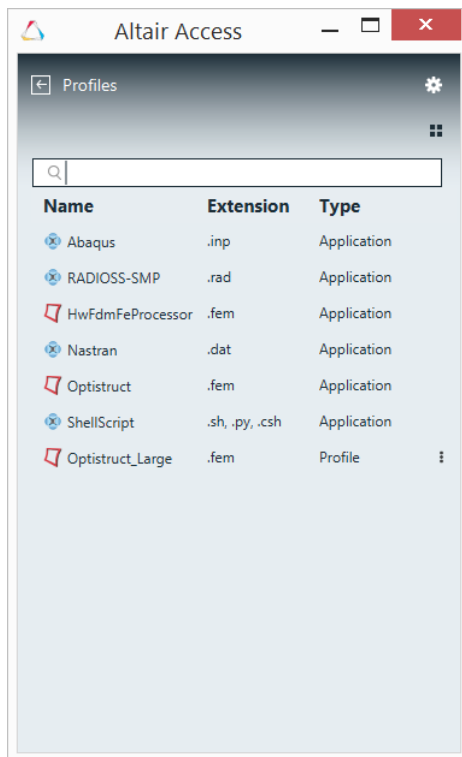 Altair Access
Profiles
Name Extension Type
Abaqus .inp Application
RADIOSS-SMP .rad Application
HwFdmFeProcessor .fem Application
Nastran .dat Application
Optistruct .fem Application
ShellScript .sh, .py, .csh Application
Optistruct_Large .fem Profile